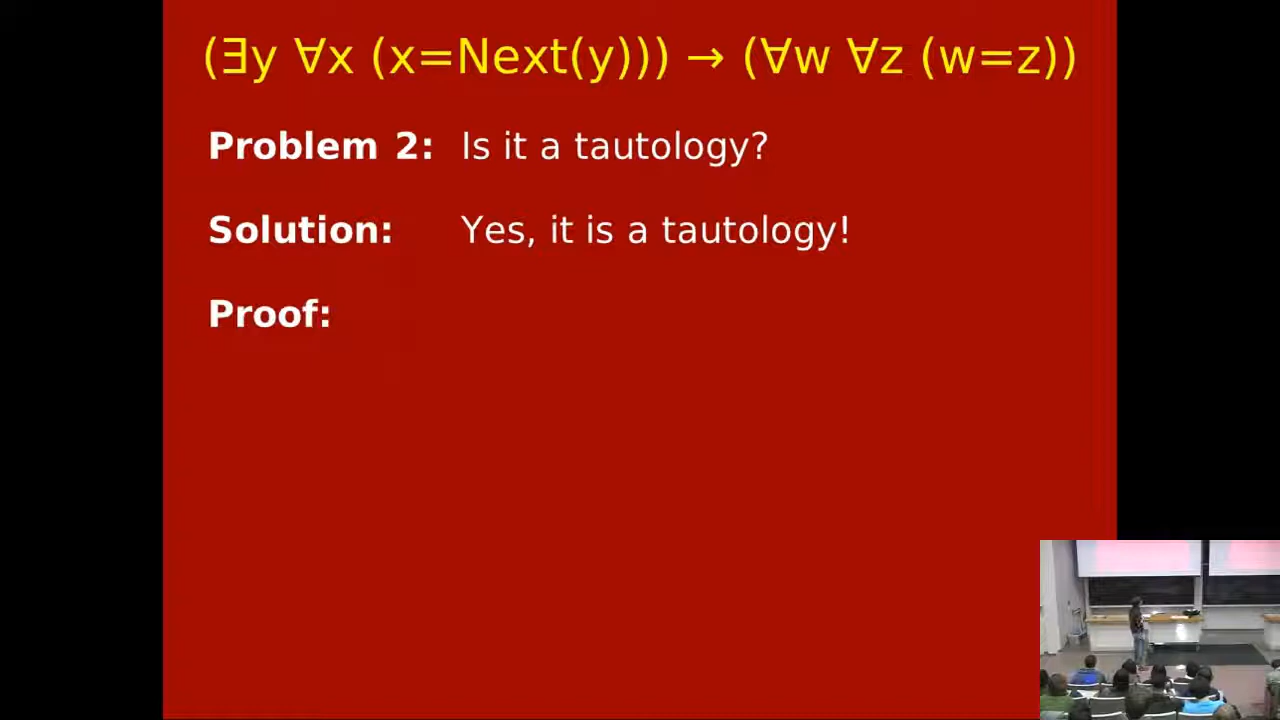 (∃y ∀x (x=Next(y))) → (∀w ∀z (w=z))
Problem 2: Is it a tautology?
Solution: Yes, it is a tautology!
Proof: